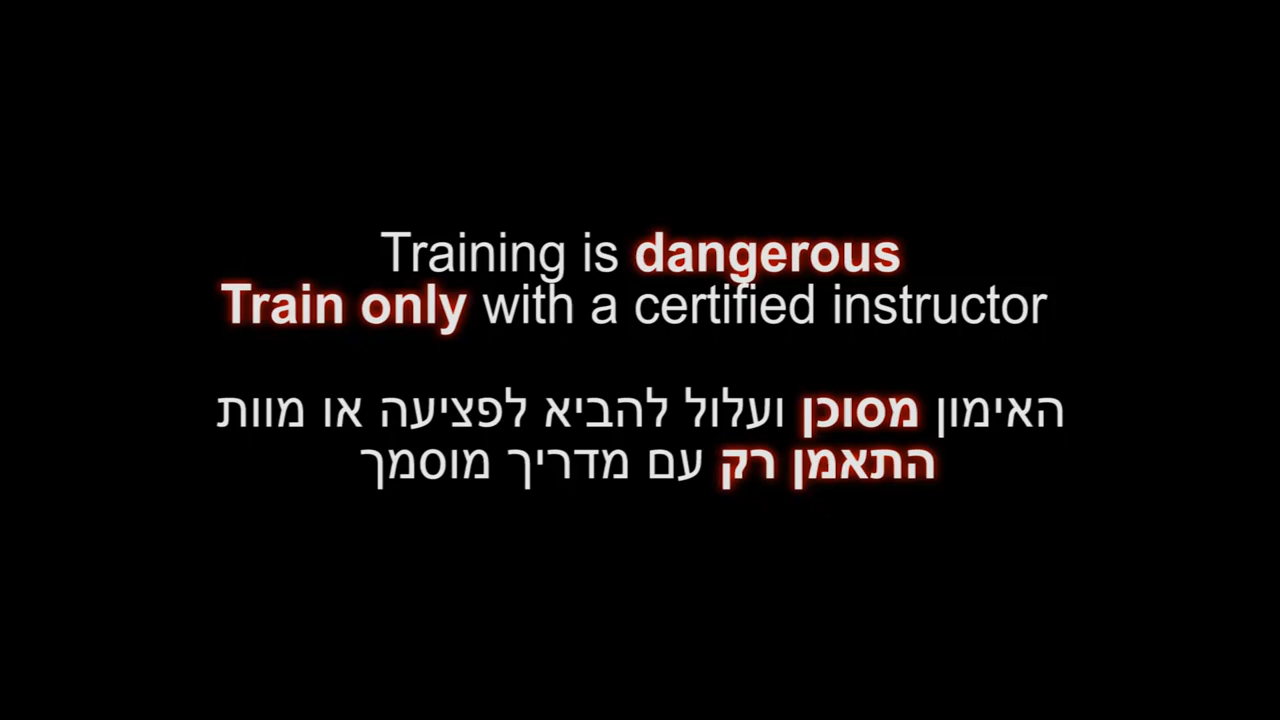 Training is dangerous
Train only with a certified instructor
האימון מסוכן ועלול להביא לפציעה או מוות
התאמן רק עם מדריך מוסמך